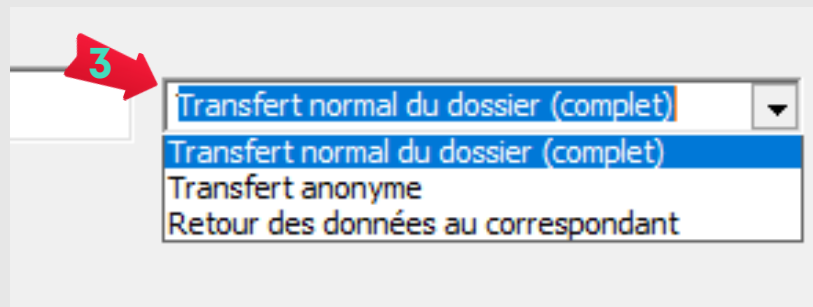 3
Transfert normal du dossier (complet)
Transfert normal du dossier (complet)
Transfert anonyme
Retour des données au correspondant